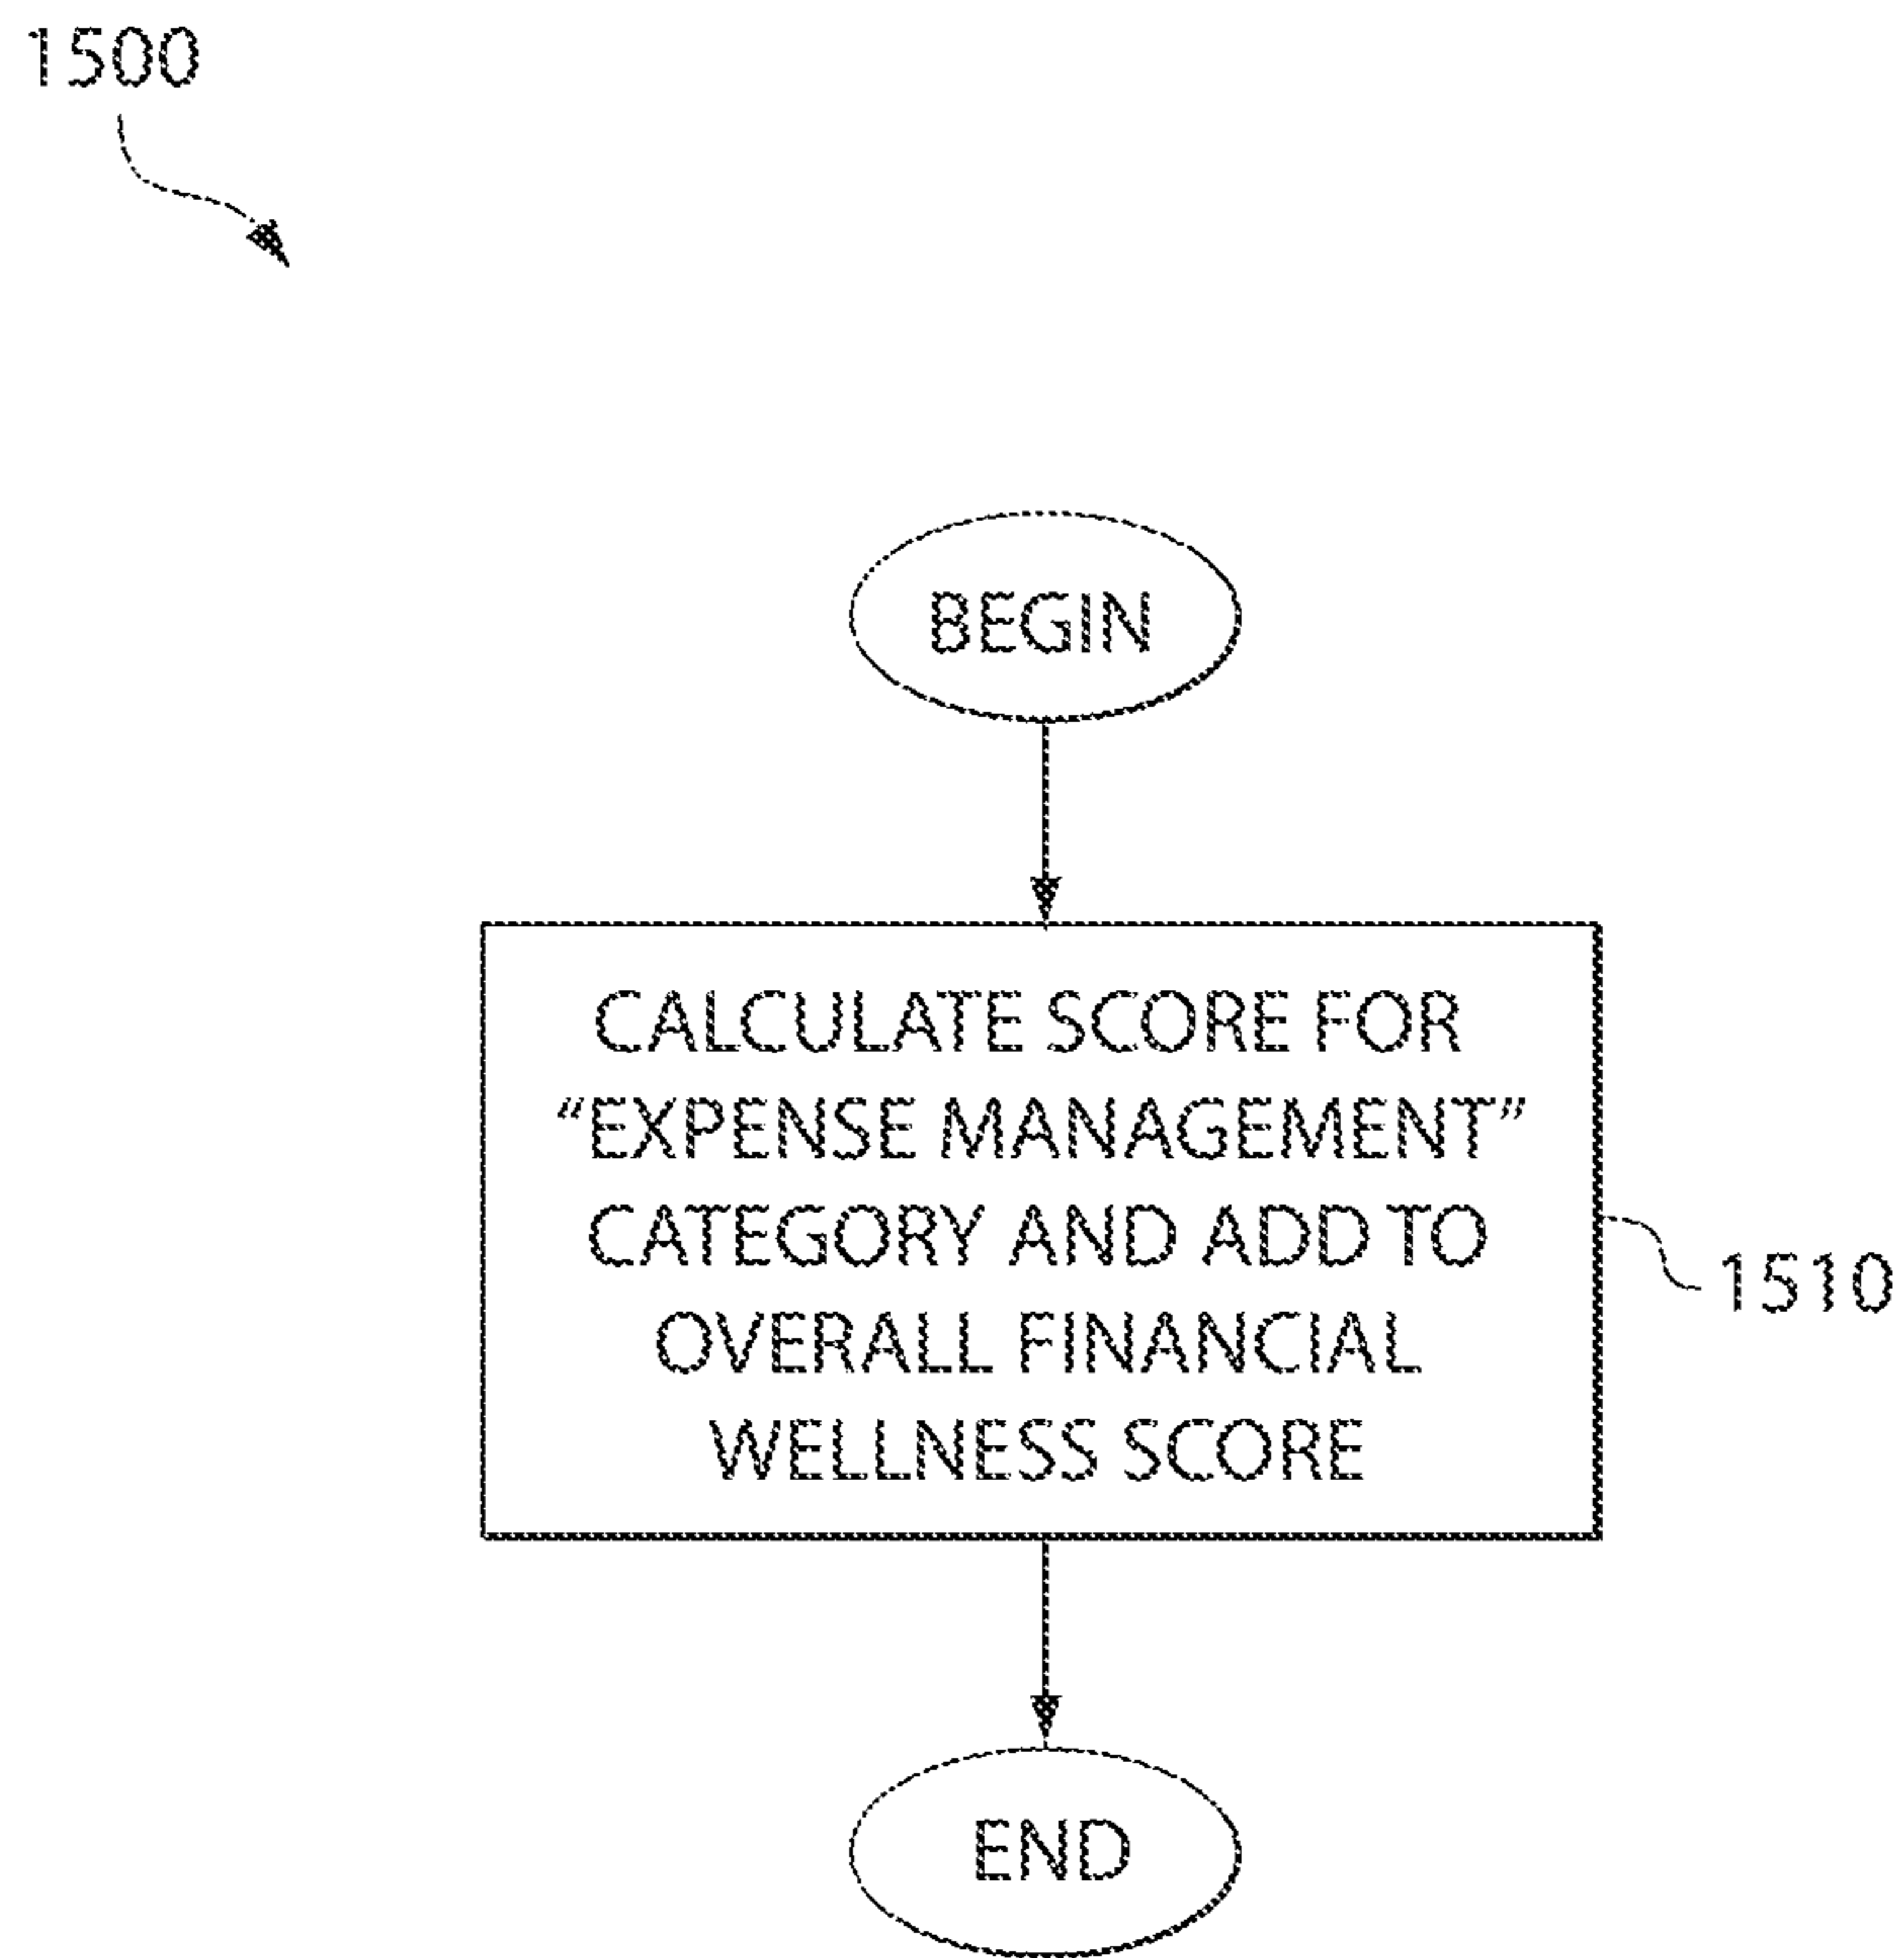 1500
BEGIN
CALCULATE SCORE FOR
“EXPENSE MANAGEMENT”
CATEGORY AND ADD TO
OVERALL FINANCIAL
WELLNESS SCORE
1510
END